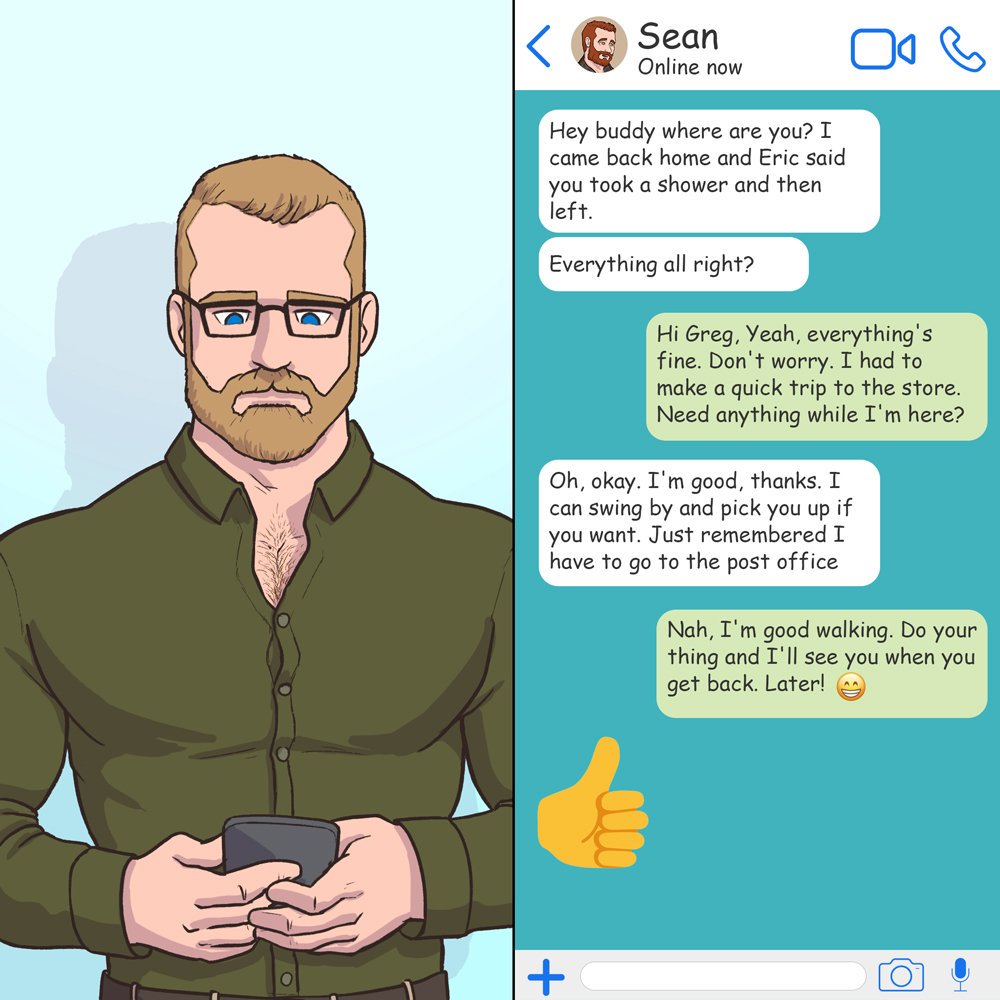 Sean
Online now
Hey buddy where are you? I
came back home and Eric said
you took a shower and then
left.
Everything all right?
Hi Greg, Yeah, everything's
fine. Don't worry. I had to
make a quick trip to the store.
Need anything while I'm here?
Oh, okay. I'm good, thanks. I
can swing by and pick you up if
you want. Just remembered I
have to go to the post office
Nah, I'm good walking. Do your
thing and I'll see you when you
get back. Later! 😁